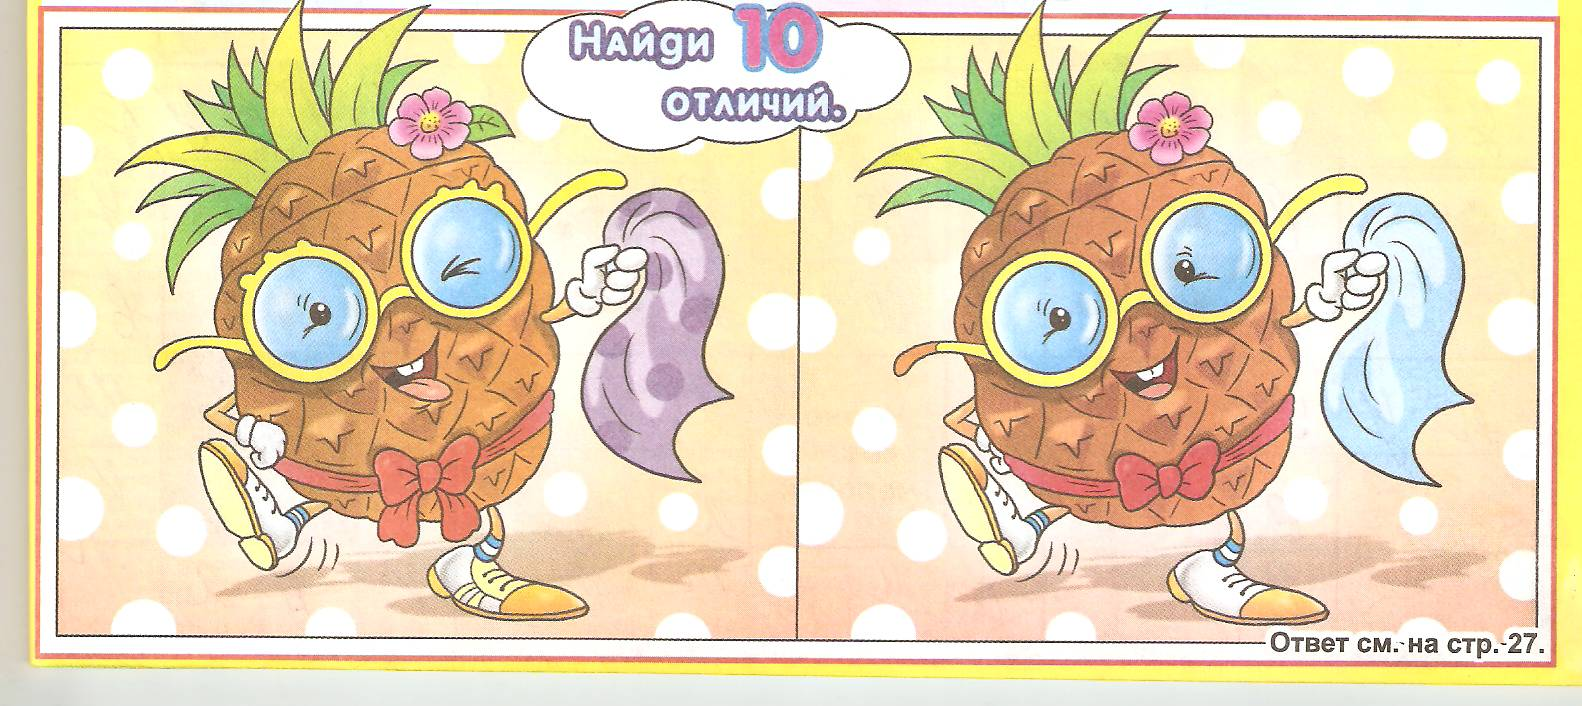 Найди 10
отличий.
Ответ см. на стр. 27.